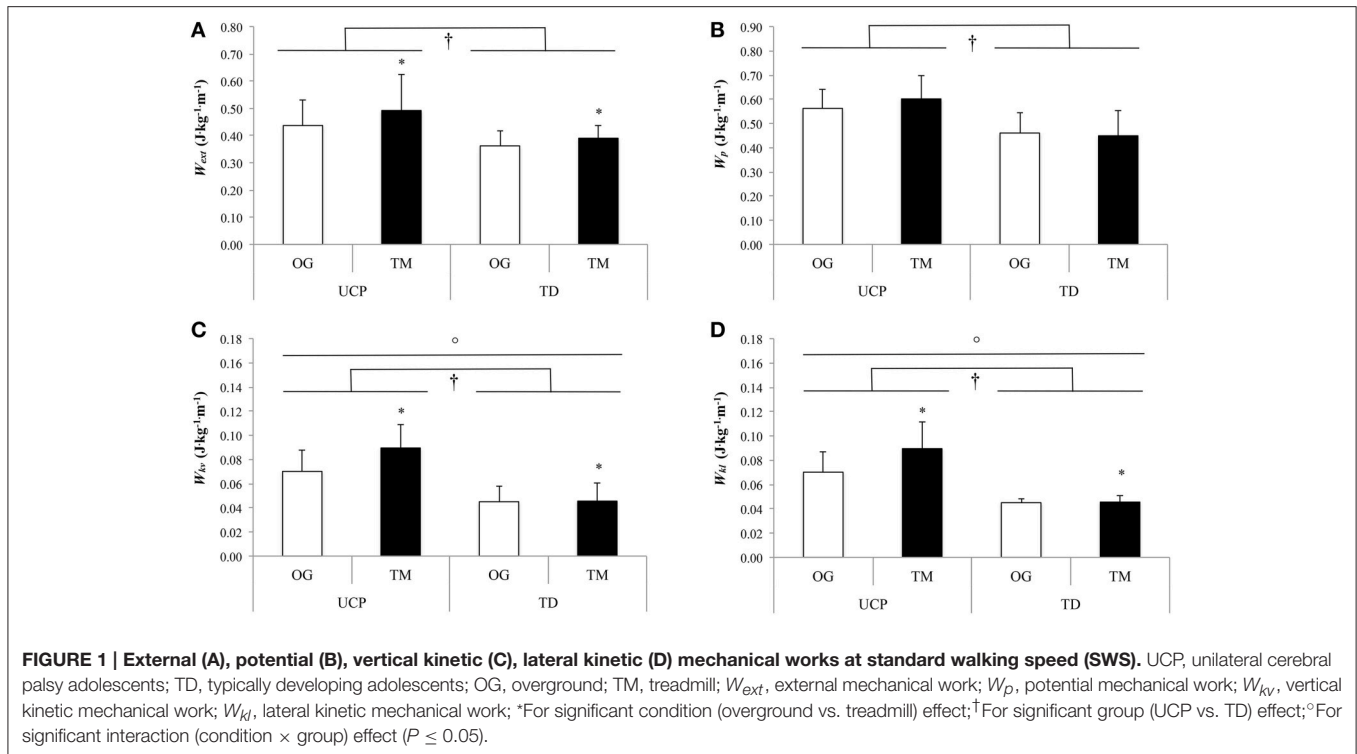 A
0.80
0.70
0.60
0.50
0.40
0.30
0.20
0.10
0.00
Wext (J·kg⁻¹·m⁻¹)
†
*
*
OG TM OG TM
UCP TD
B
0.90
0.80
0.70
0.60
0.50
0.40
0.30
0.20
0.10
0.00
Wp (J·kg⁻¹·m⁻¹)
†
OG TM OG TM
UCP TD
C
0.18
0.16
0.14
0.12
0.10
0.08
0.06
0.04
0.02
0.00
Wkv (J·kg⁻¹·m⁻¹)
°
†
*
*
OG TM OG TM
UCP TD
D
0.18
0.16
0.14
0.12
0.10
0.08
0.06
0.04
0.02
0.00
Wkl (J·kg⁻¹·m⁻¹)
°
†
*
*
OG TM OG TM
UCP TD
FIGURE 1 | External (A), potential (B), vertical kinetic (C), lateral kinetic (D) mechanical works at standard walking speed (SWS). UCP, unilateral cerebral
palsy adolescents; TD, typically developing adolescents; OG, overground; TM, treadmill; Wext, external mechanical work; Wp, potential mechanical work; Wkv, vertical
kinetic mechanical work; Wkl, lateral kinetic mechanical work; *For significant condition (overground vs. treadmill) effect;†For significant group (UCP vs. TD) effect;°For
significant interaction (condition × group) effect (P ≤ 0.05).